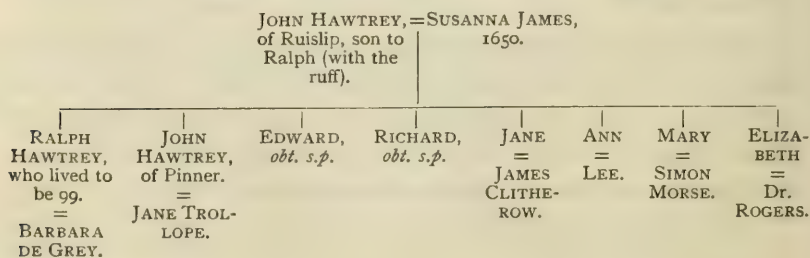 JOHN HAWTREY, = SUSANNA JAMES,
of Ruislip, son to 1650.
Ralph (with the
ruff).
RALPH
HAWTREY,
who lived to
be 99.
=
BARBARA
DE GREY.
JOHN
HAWTREY,
of Pinner.
=
JANE TROL-
LOPE.
EDWARD,
obt. s.p.
RICHARD,
obt. s.p.
JANE
=
JAMES
CLITHE-
ROW.
ANN
=
LEE.
MARY
=
SIMON
MORSE.
ELIZA-
BETH
=
Dr.
ROGERS.